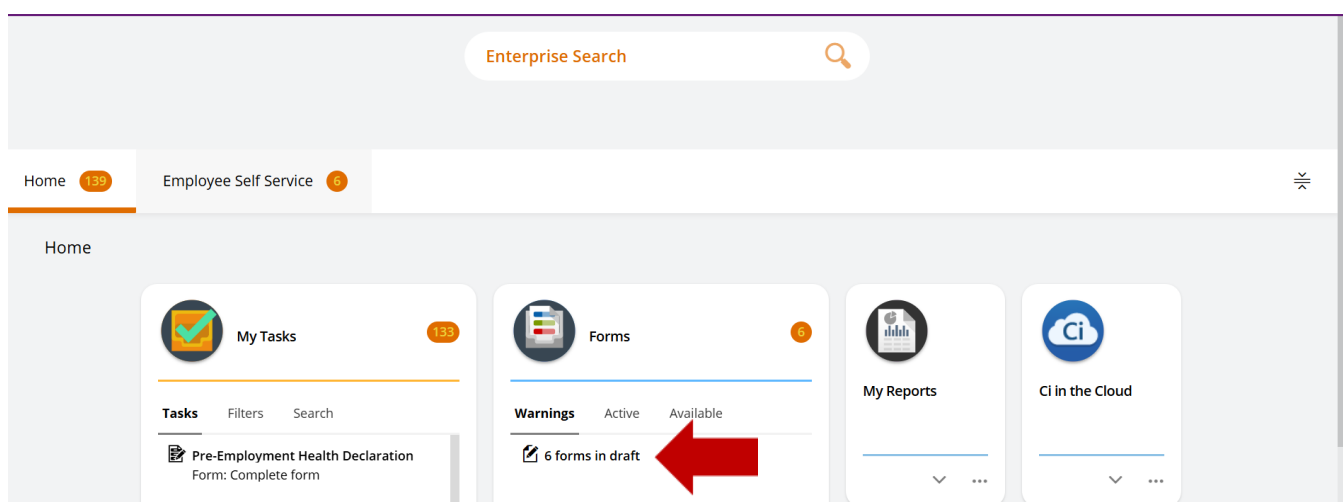 Enterprise Search
Home 139 Employee Self Service 6
Home
My Tasks 133
Tasks Filters Search
Pre-Employment Health Declaration
Form: Complete form
Forms 6
Warnings Active Available
6 forms in draft
My Reports
Ci
Ci in the Cloud